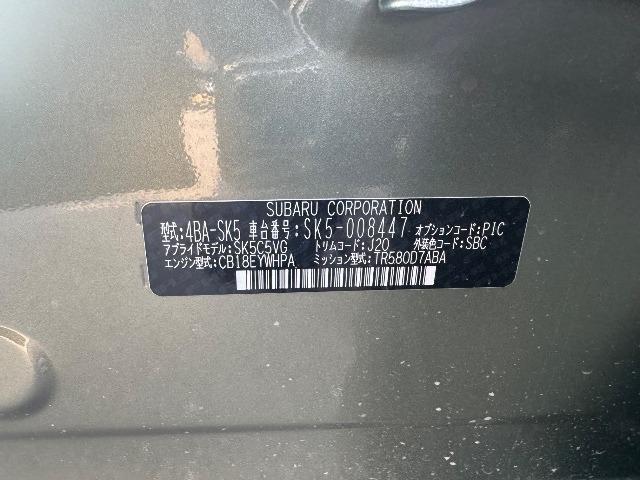 SUBARU CORPORATION
型式:4BA-SK5 車台番号:SK5-008447 オプションコード:PIC
アプライドモデル:SK5C5VG トリムコード:J20 外装色コード:SBC
エンジン型式:CB18EYWHPA ミッション型式:TR580D7ABA